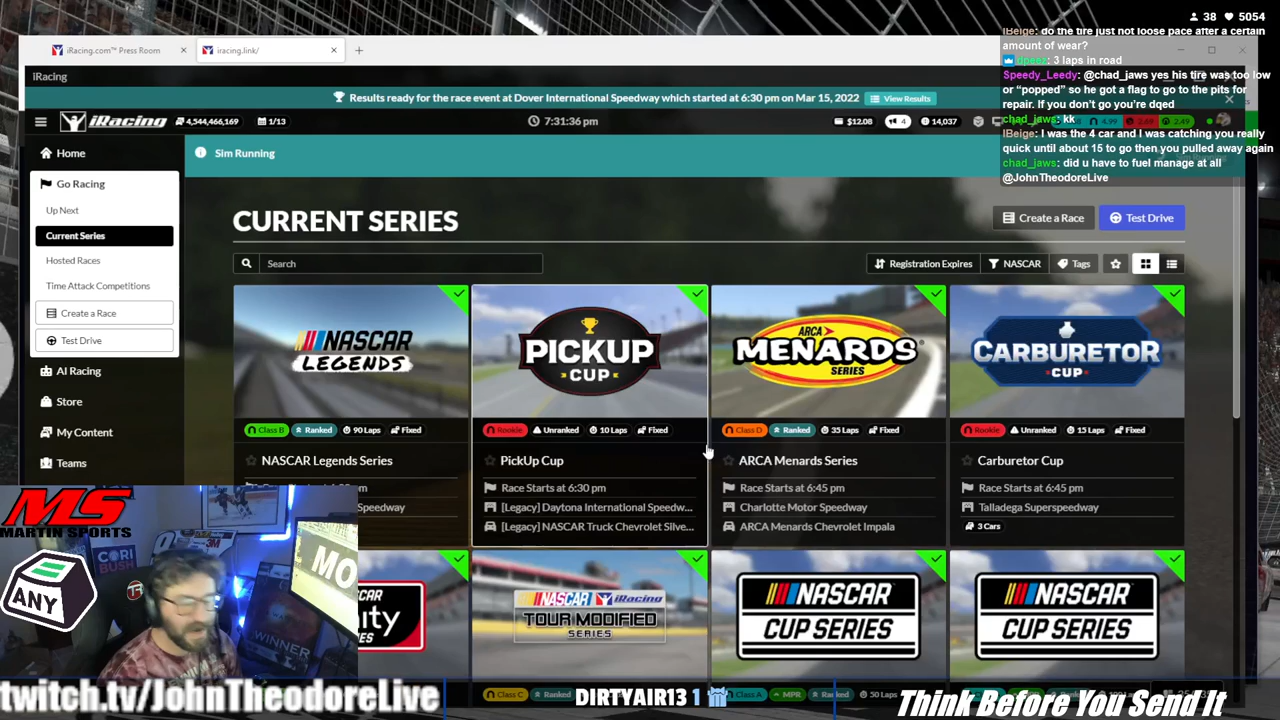 38 5054
iRacing.com™ Press Room
iracing.link/
iRacing
Results ready for the race event at Dover International Speedway which started at 6:30 pm on Mar 15, 2022 View Results
iRacing 4,544,466,169 1/13 7:31:36 pm $12.08 4 14,037
IBeige: do the tire just not loose pace after a certain
amount of wear?
3 laps in road
Speedy_Leedy: @chad_jaws yes his tire was too low
or "popped" so he got a flag to go to the pits for
repair. If you don't go you're dqed
chad_jaws: kk
IBeige: I was the 4 car and I was catching you really
quick until about 15 to go then you pulled away again
chad_jaws: did u have to fuel manage at all
@JohnTheodoreLive
Home
Go Racing
Up Next
Current Series
Hosted Races
Time Attack Competitions
Create a Race
Test Drive
AI Racing
Store
My Content
Teams
Sim Running
CURRENT SERIES
Create a Race Test Drive
Search
Registration Expires NASCAR Tags
NASCAR
LEGENDS
Class B Ranked 90 Laps Fixed
NASCAR Legends Series
PICKUP
CUP
Rookie Unranked 10 Laps Fixed
PickUp Cup
Race Starts at 6:30 pm
[Legacy] Daytona International Speedw...
[Legacy] NASCAR Truck Chevrolet Silve...
ARCA
MENARDS
SERIES
Class D Ranked 35 Laps Fixed
ARCA Menards Series
Race Starts at 6:45 pm
Charlotte Motor Speedway
ARCA Menards Chevrolet Impala
CARBURETOR
CUP
Rookie Unranked 15 Laps Fixed
Carburetor Cup
Race Starts at 6:45 pm
Talladega Superspeedway
3 Cars
NASCAR iRacing
TOUR MODIFIED
SERIES
Class C Ranked
NASCAR
CUP SERIES
Class A MPR Ranked 50 Laps
NASCAR
CUP SERIES
MS
MARTIN SPORTS
ANY
CORI
BUSH
WINNER
MO
twitch.tv/JohnTheodoreLive
DIRTYAIR13 1
Think Before You Send It